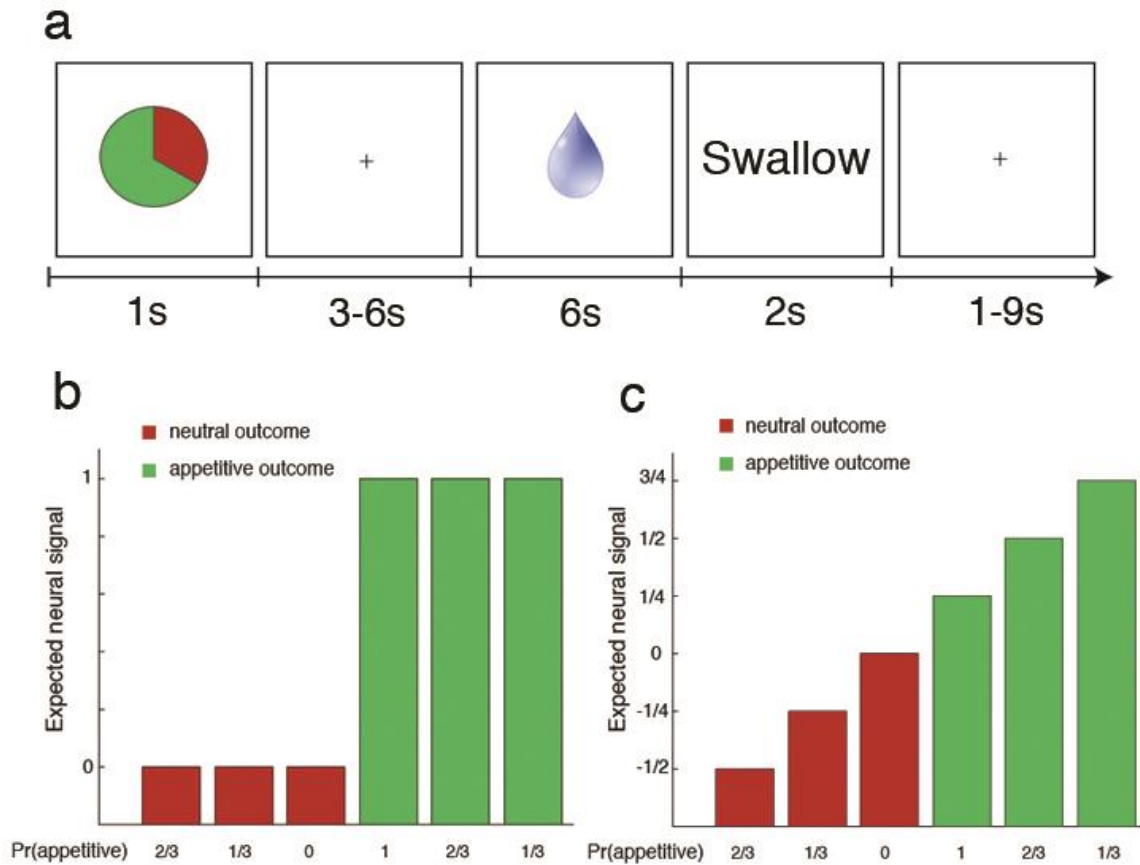 a
+
Swallow
+
1s
3-6s
6s
2s
1-9s
b
neutral outcome
appetitive outcome
Expected neural signal
1
0
Pr(appetitive) 2/3 1/3 0 1 2/3 1/3
c
neutral outcome
appetitive outcome
Expected neural signal
3/4
1/2
1/4
0
-1/4
-1/2
Pr(appetitive) 2/3 1/3 0 1 2/3 1/3